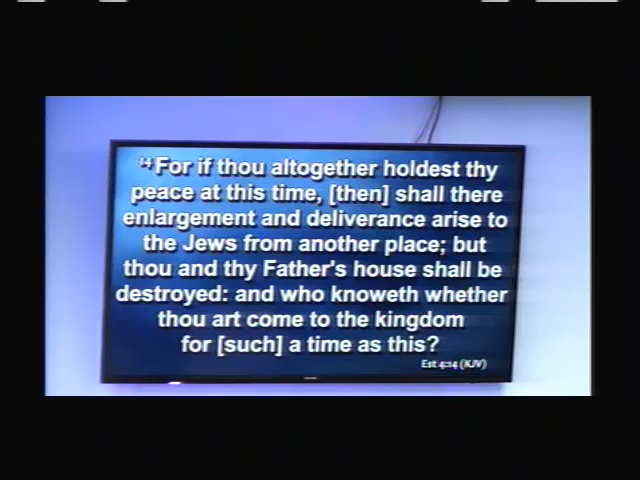 14 For if thou altogether holdest thy
peace at this time, [then] shall there
enlargement and deliverance arise to
the Jews from another place; but
thou and thy Father's house shall be
destroyed: and who knoweth whether
thou art come to the kingdom
for [such] a time as this?
Est 4:14 (KJV)